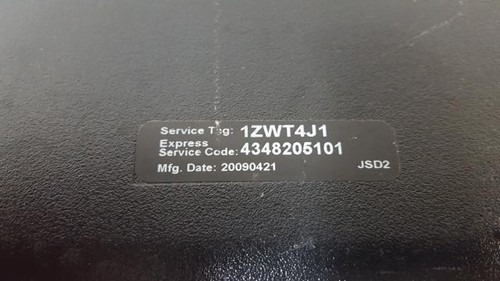 Service Tag: 1ZWT4J1
Express
Service Code: 4348205101
Mfg. Date: 20090421 JSD2